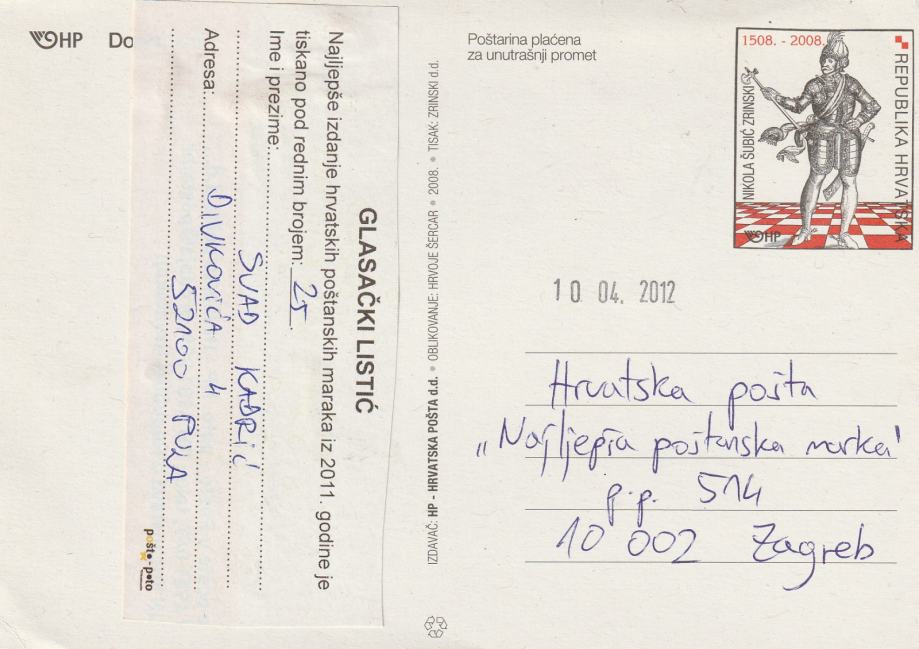 HP Do
GLASAČKI LISTIĆ
Najljepše izdanje hrvatskih poštanskih maraka iz 2011. godine je
tiskano pod rednim brojem: 25
Ime i prezime:
SUAD KADRIĆ
Adresa:
DIVKOVIĆA 4
52100 PULA
pošto-poto
IZDAVAČ: HP - HRVATSKA POŠTA d.d. • OBLIKOVANJE: HRVOJE ŠERCAR • 2008. • TISAK: ZRINSKI d.d.
Poštarina plaćena
za unutrašnji promet
1508. - 2008.
NIKOLA ŠUBIĆ ZRINSKI
REPUBLIKA HRVATSKA
HP
10 04. 2012
Hrvatska pošta
„Najljepša poštanska marka"
p.p. 514
10 002 Zagreb